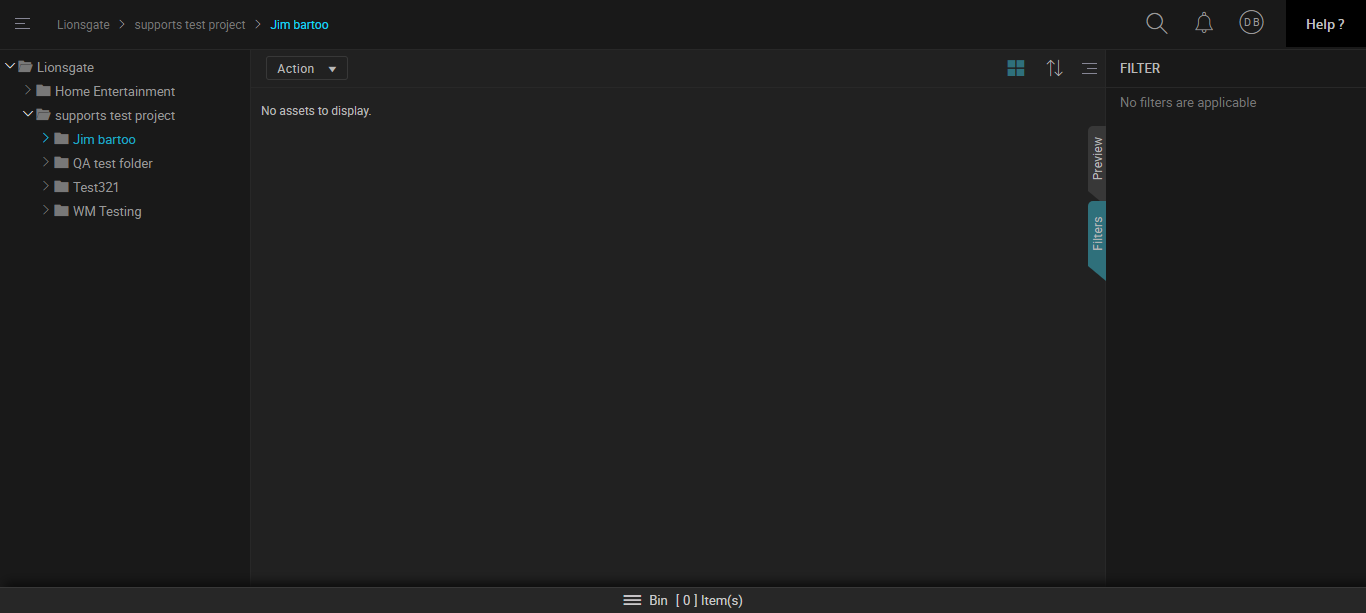 Lionsgate > supports test project > Jim bartoo
DB
Help ?
Lionsgate
Home Entertainment
supports test project
Jim bartoo
QA test folder
Test321
WM Testing
Action
No assets to display.
Preview
Filters
FILTER
No filters are applicable
Bin [ 0 ] Item(s)